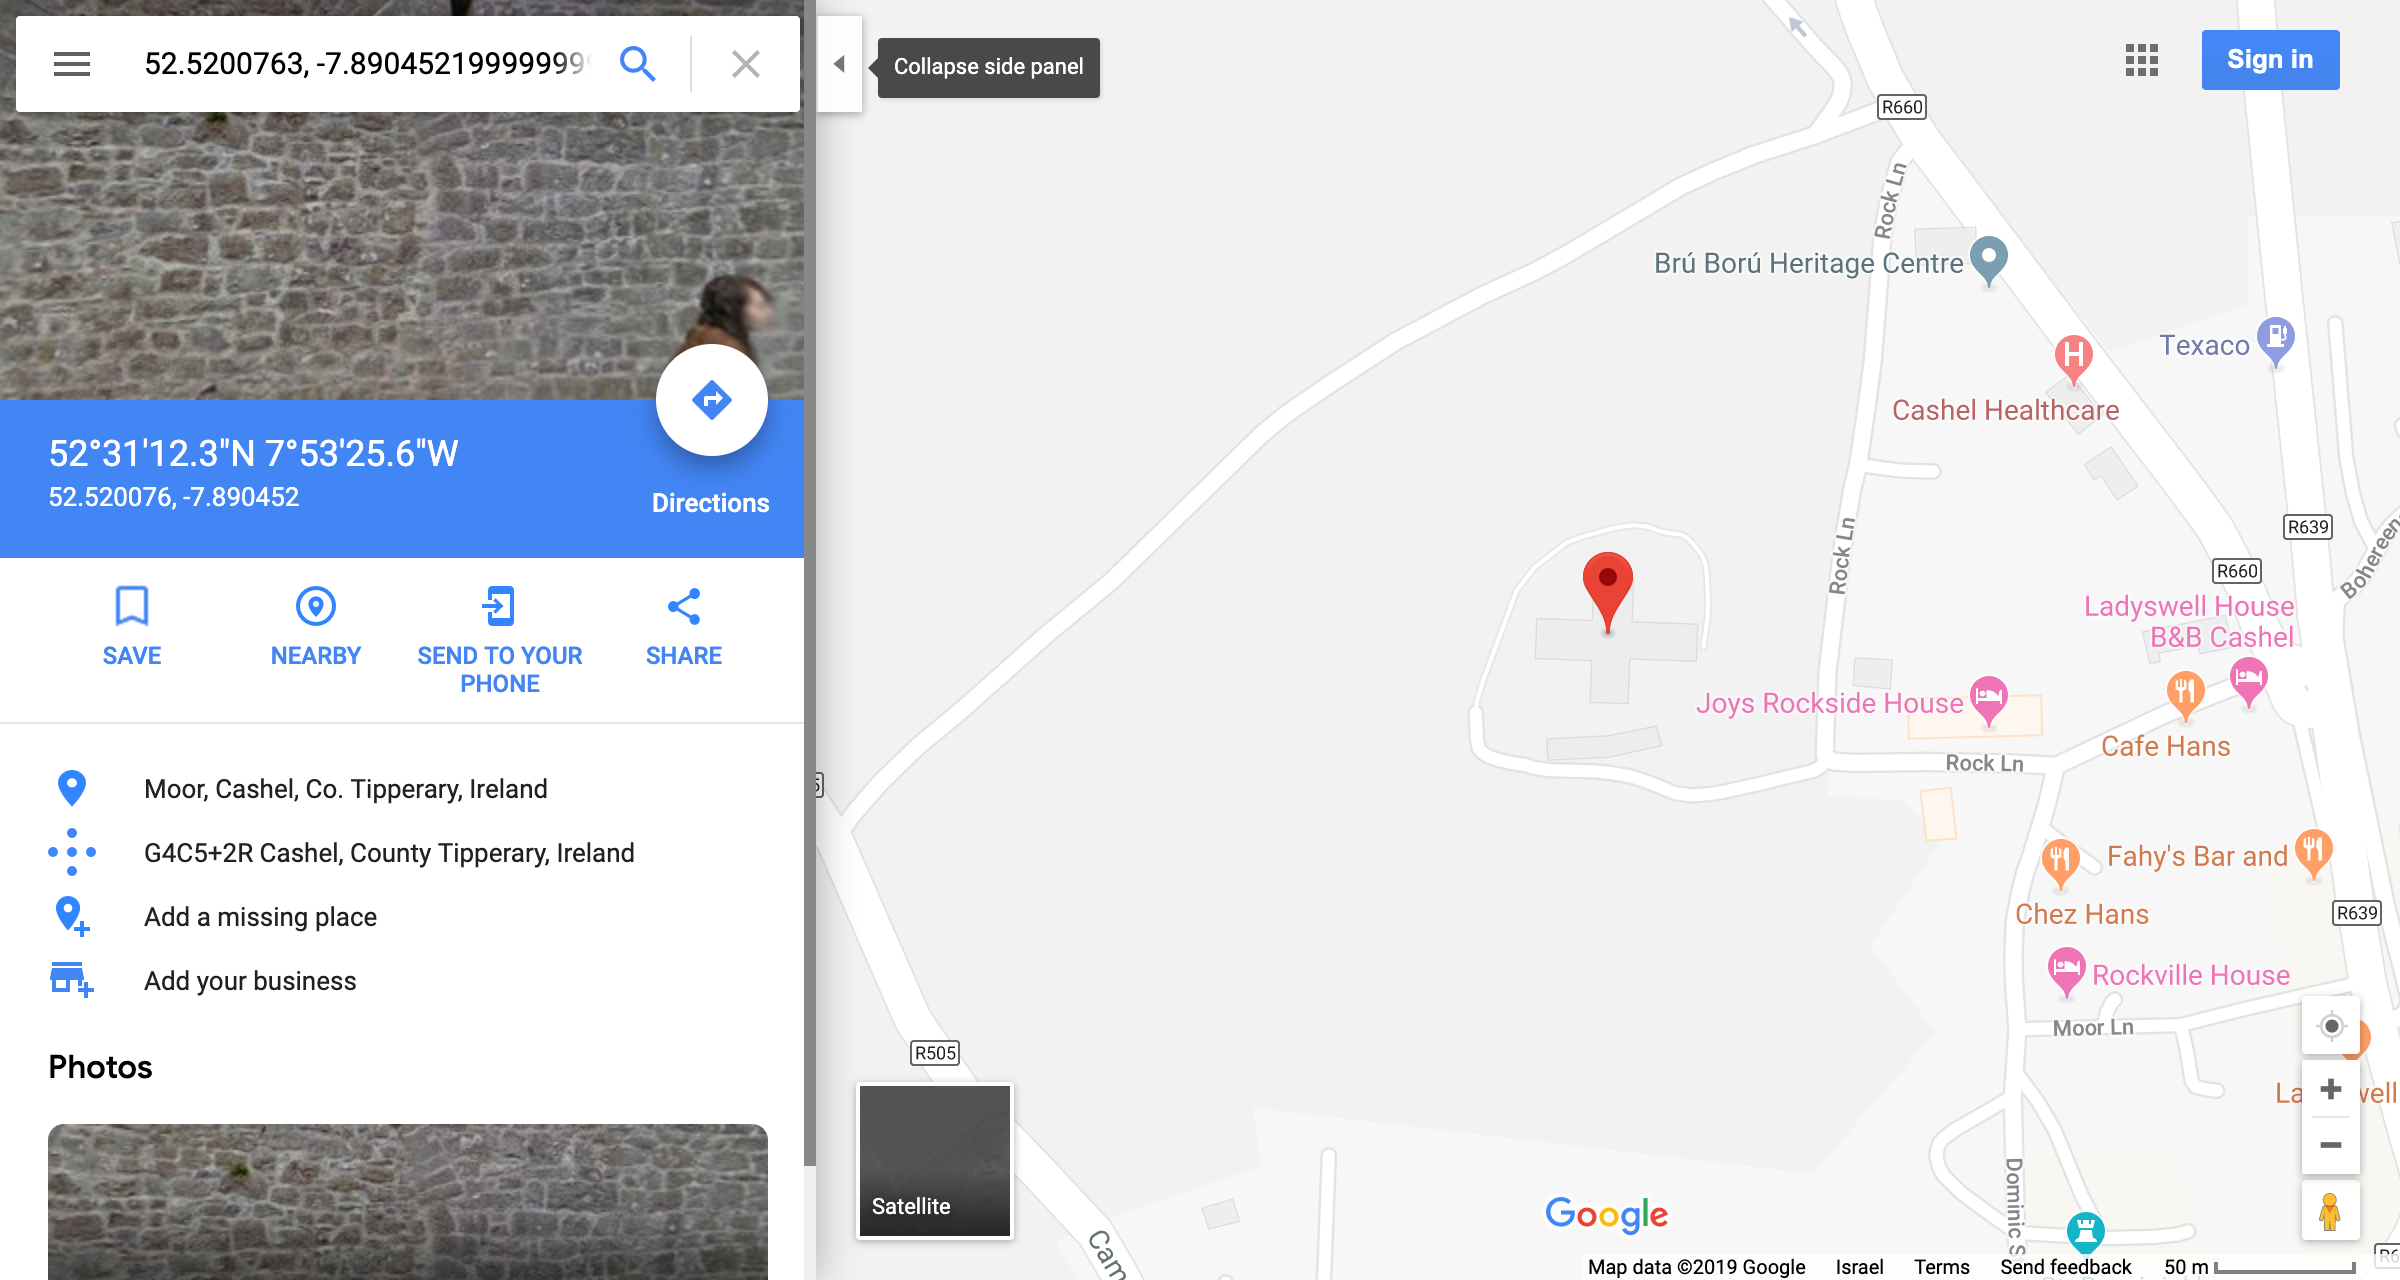 52.5200763, -7.890452199999999
Collapse side panel
Sign in
52°31'12.3"N 7°53'25.6"W
52.520076, -7.890452
Directions
SAVE
NEARBY
SEND TO YOUR
PHONE
SHARE
Moor, Cashel, Co. Tipperary, Ireland
G4C5+2R Cashel, County Tipperary, Ireland
Add a missing place
Add your business
Photos
R660
Rock Ln
Brú Ború Heritage Centre
Texaco
Cashel Healthcare
R639
Rock Ln
R660
Bohereen
Ladyswell House
B&B Cashel
Joys Rockside House
Cafe Hans
Rock Ln
Fahy's Bar and
Chez Hans
R639
Rockville House
Moor Ln
R505
Dominic S
Cam
Satellite
Google
Map data ©2019 Google
Israel
Terms
Send feedback
50 m